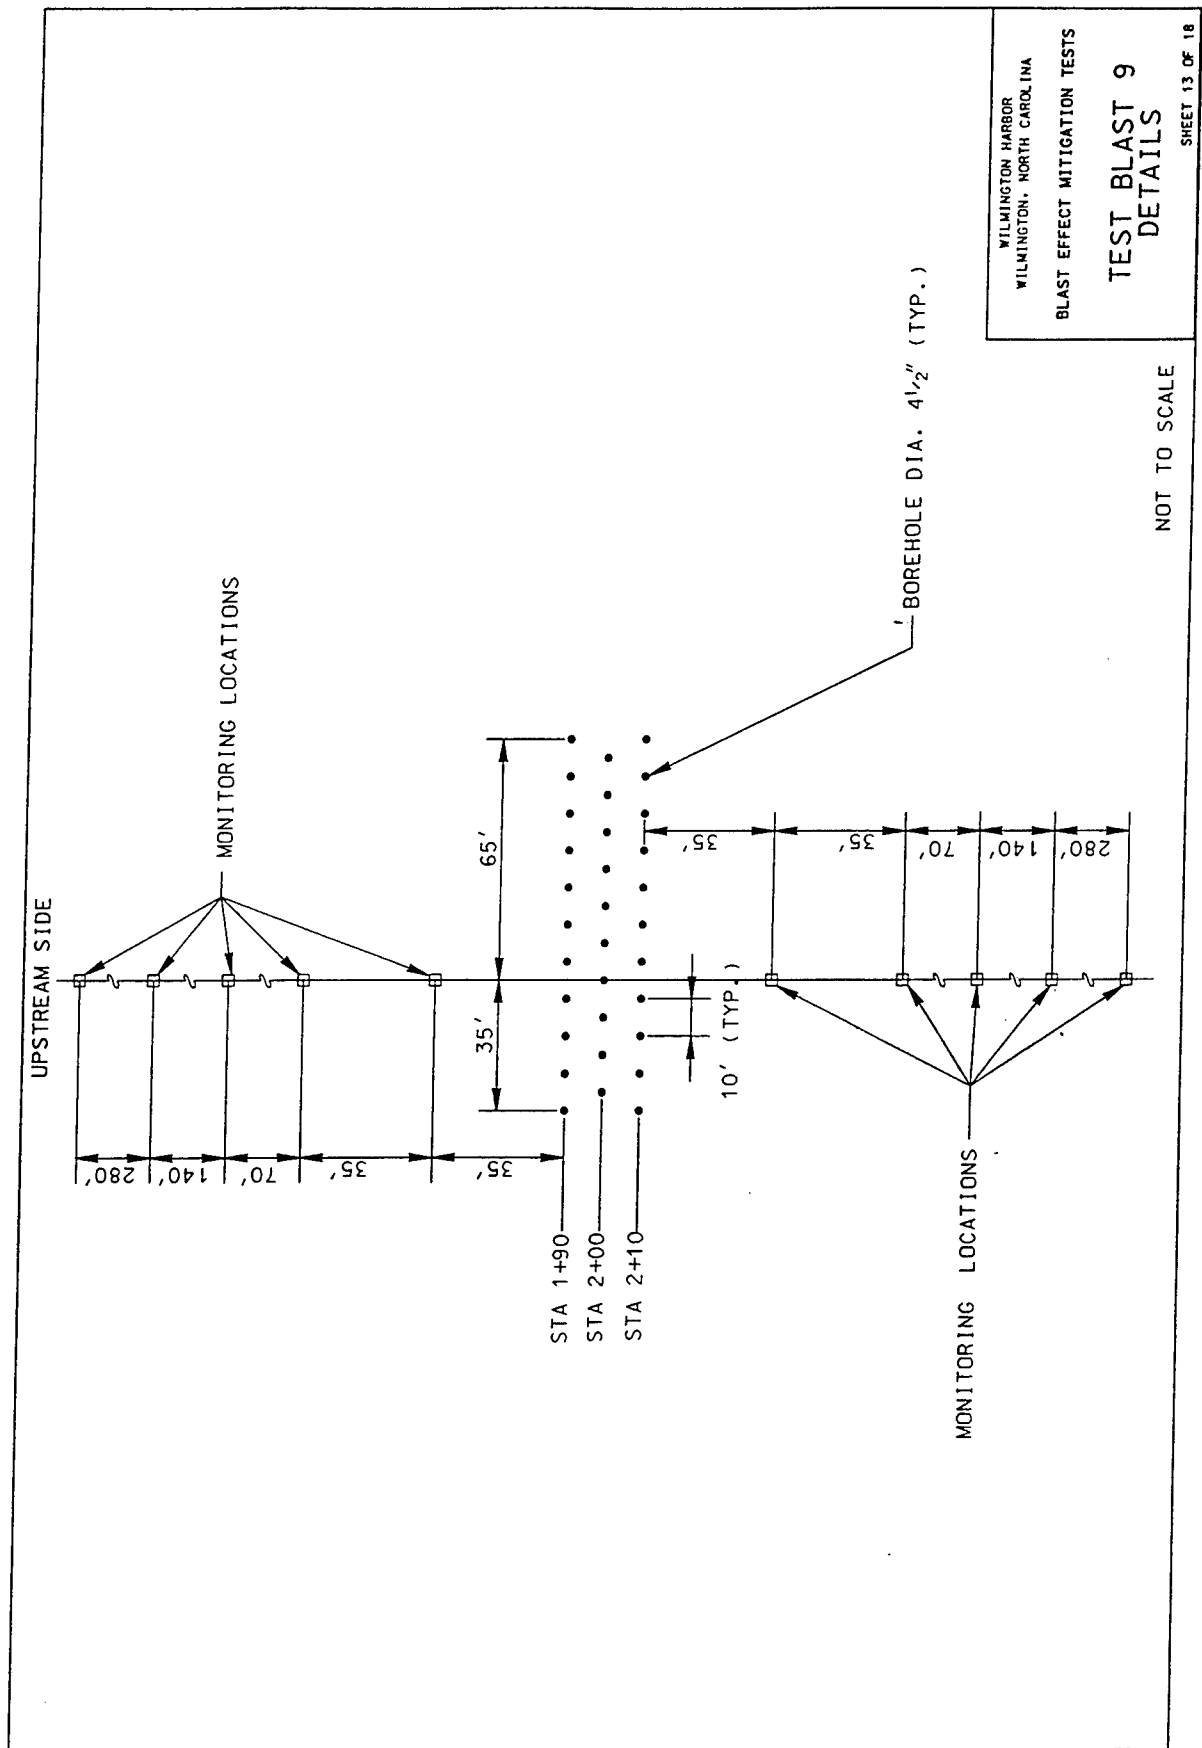 UPSTREAM SIDE
MONITORING LOCATIONS
280'
140'
70'
35'
35'
35'
65'
STA 1+90
STA 2+00
STA 2+10
10' (TYP.)
BOREHOLE DIA. 4 1/2" (TYP.)
35'
35'
70'
140'
280'
MONITORING LOCATIONS
NOT TO SCALE
WILMINGTON HARBOR
WILMINGTON, NORTH CAROLINA
BLAST EFFECT MITIGATION TESTS
TEST BLAST 9
DETAILS
SHEET 13 OF 18